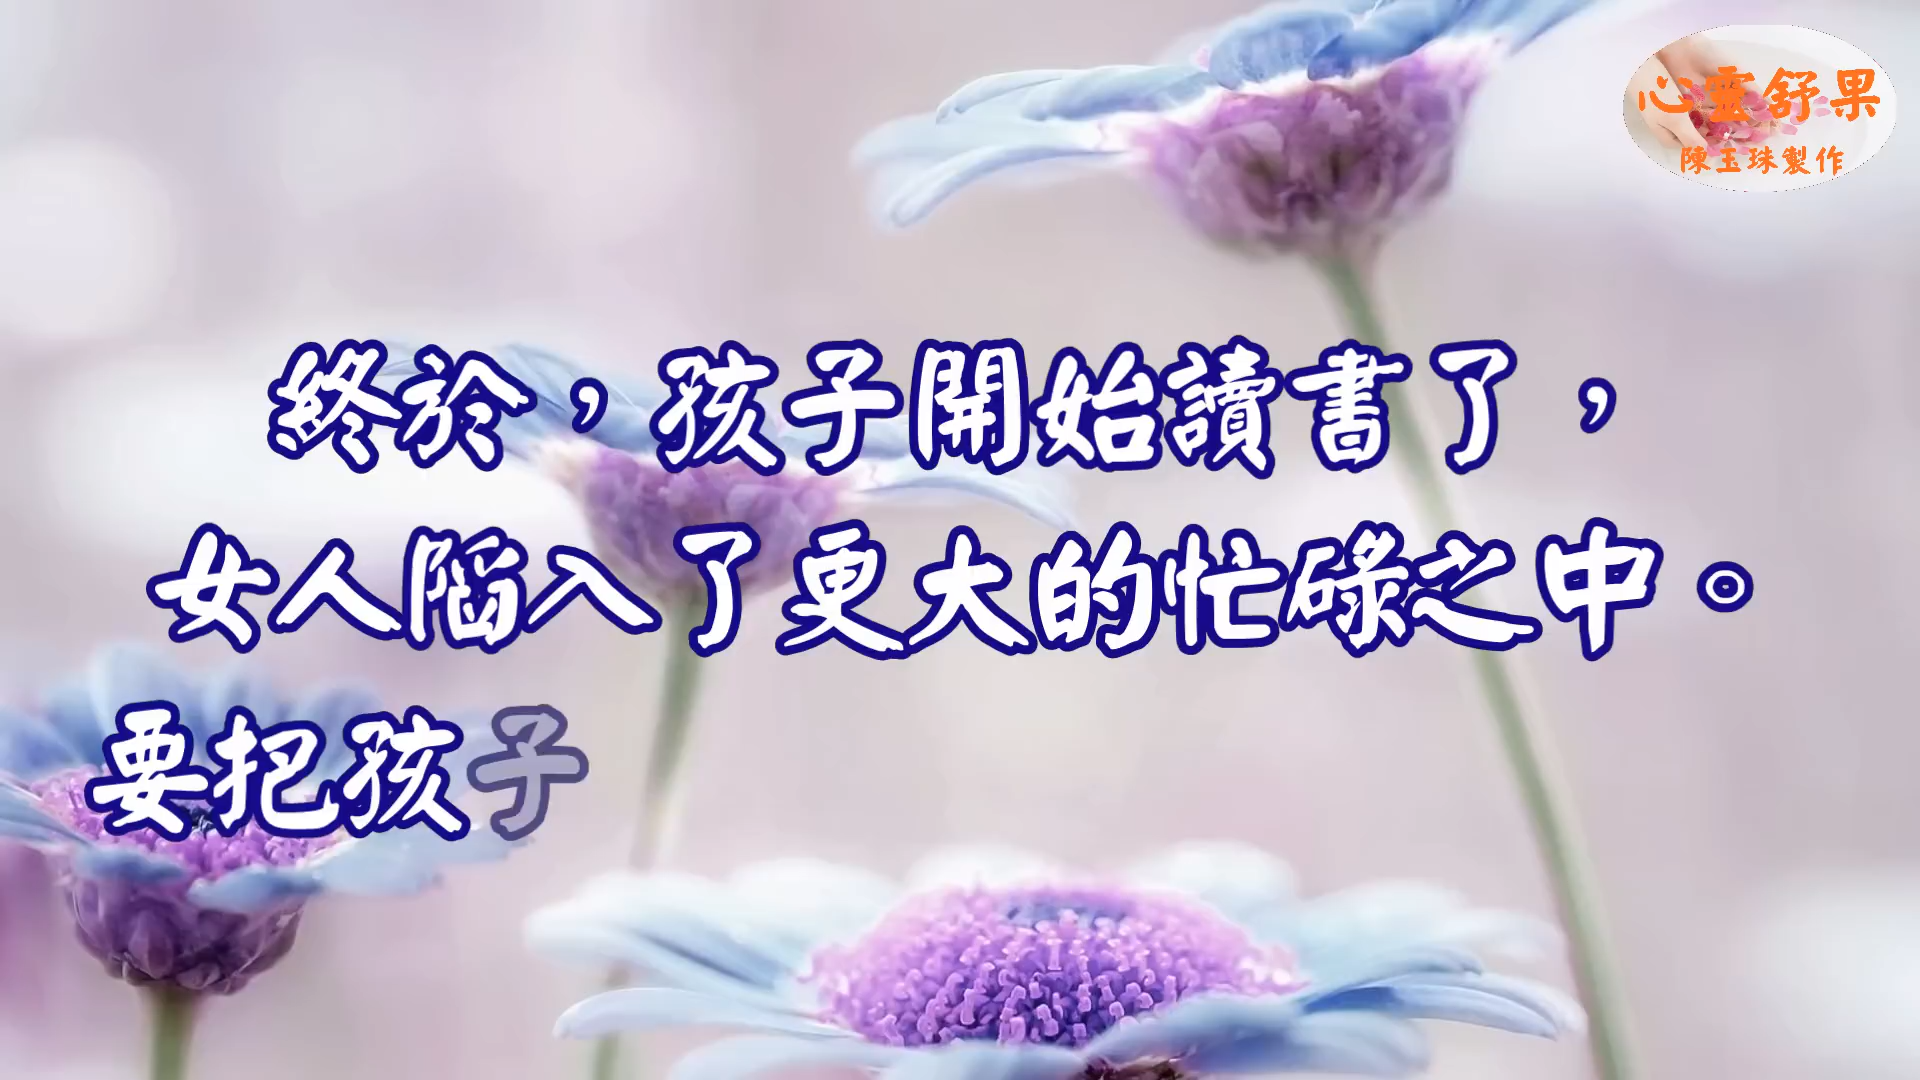 心靈舒果
陳玉珠製作
終於，孩子開始讀書了，
女人陷入了更大的忙碌之中。
要把孩子